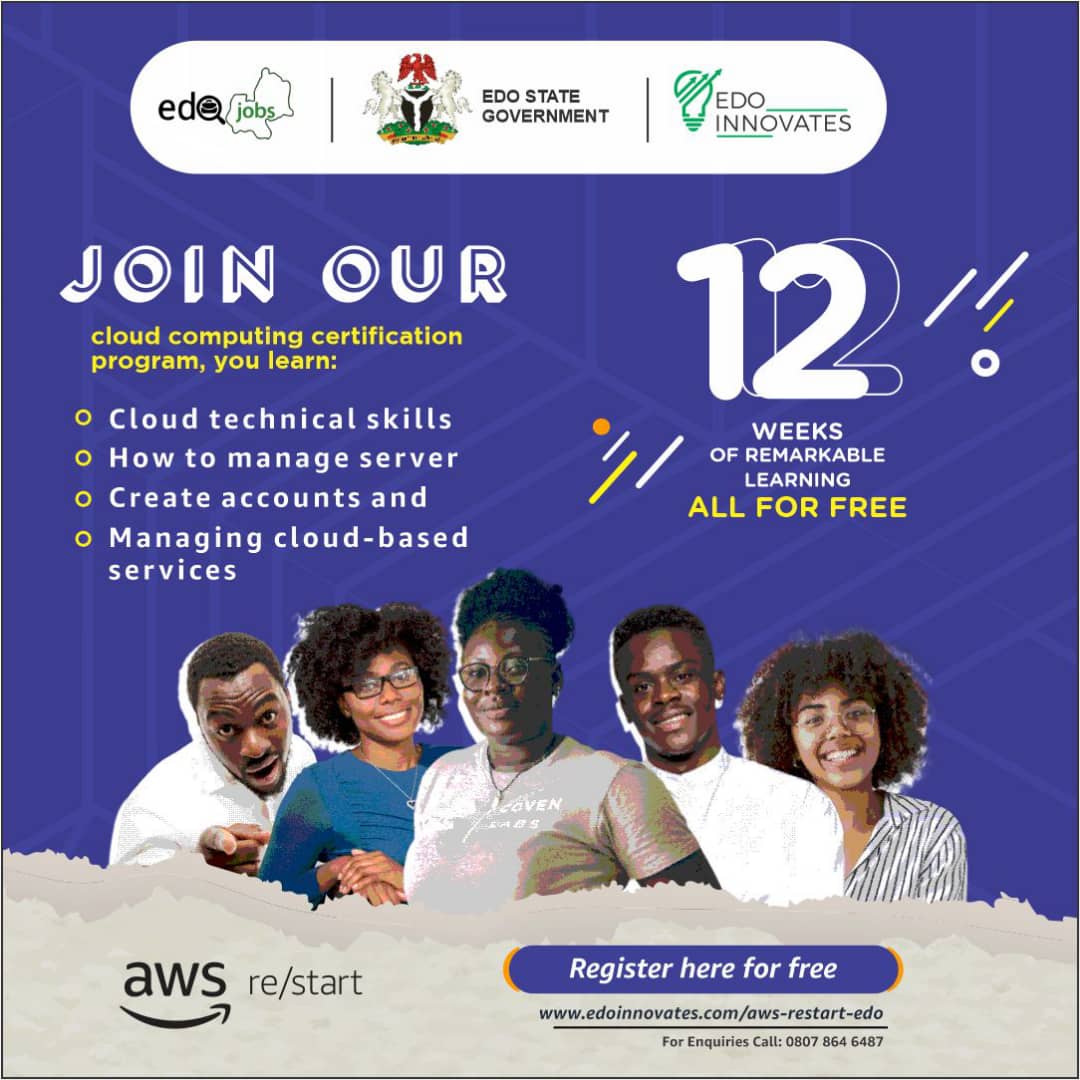 edo jobs
EDO STATE
GOVERNMENT
EDO
INNOVATES
JOIN OUR
cloud computing certification
program, you learn:
Cloud technical skills
How to manage server
Create accounts and
Managing cloud-based
services
12
WEEKS
OF REMARKABLE
LEARNING
ALL FOR FREE
COVEN
LABS
aws re/start
Register here for free
www.edoinnovates.com/aws-restart-edo
For Enquiries Call: 0807 864 6487